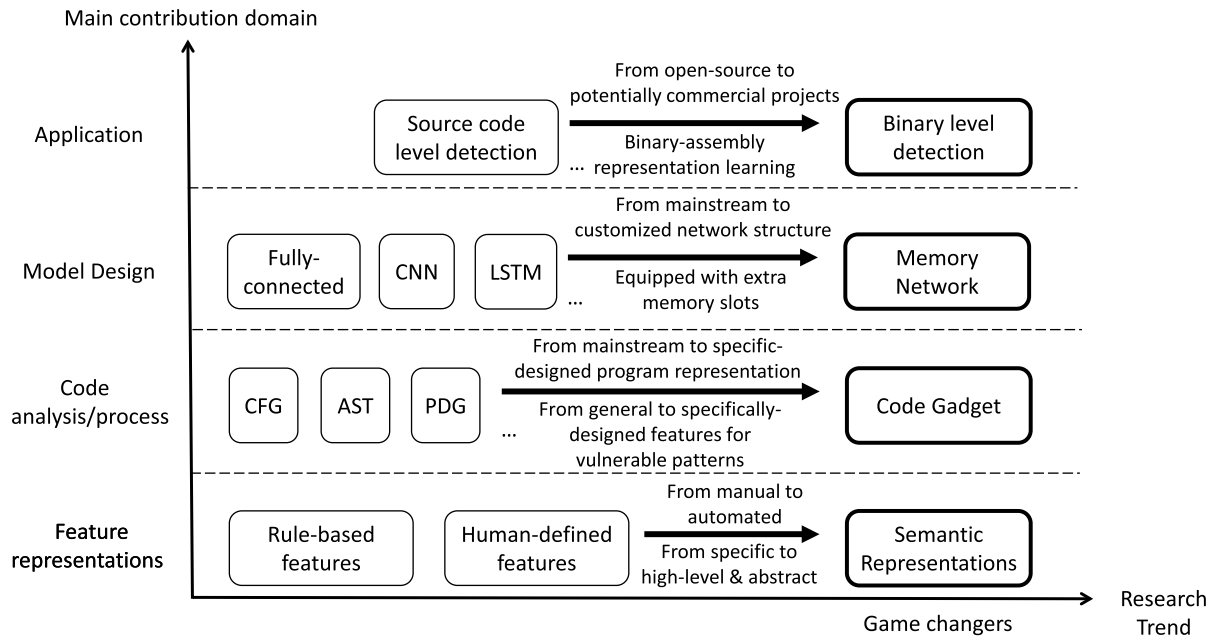 Main contribution domain
Application
Source code
level detection
From open-source to
potentially commercial projects
Binary-assembly
... representation learning
Binary level
detection
Model Design
Fully-
connected
CNN
LSTM
From mainstream to
customized network structure
Equipped with extra
... memory slots
Memory
Network
Code
analysis/process
CFG
AST
PDG
From mainstream to specific-
designed program representation
From general to specifically-
... designed features for
vulnerable patterns
Code Gadget
Feature
representations
Rule-based
features
Human-defined
features
From manual to
automated
From specific to
high-level & abstract
Semantic
Representations
Game changers
Research
Trend